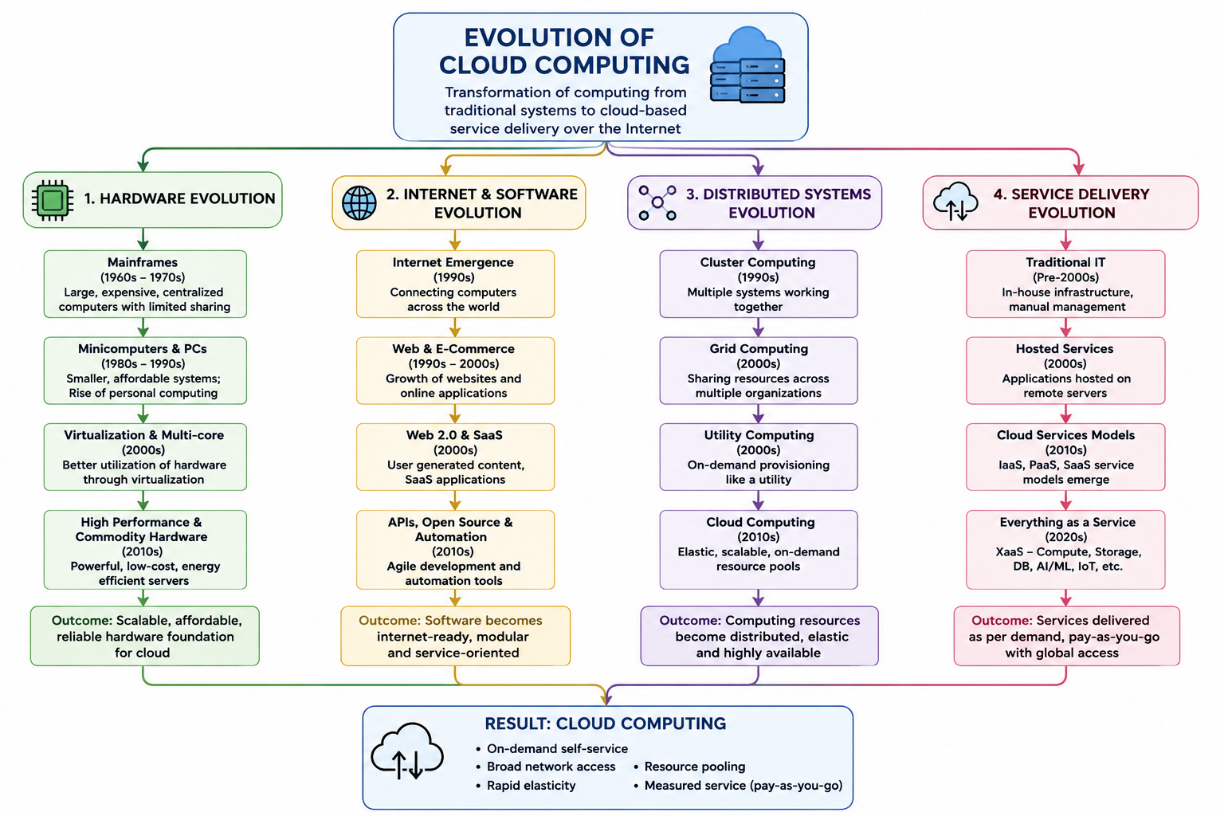 EVOLUTION OF
CLOUD COMPUTING
Transformation of computing from
traditional systems to cloud-based
service delivery over the Internet
1. HARDWARE EVOLUTION
Mainframes
(1960s – 1970s)
Large, expensive, centralized
computers with limited sharing
Minicomputers & PCs
(1980s – 1990s)
Smaller, affordable systems;
Rise of personal computing
Virtualization & Multi-core
(2000s)
Better utilization of hardware
through virtualization
High Performance &
Commodity Hardware
(2010s)
Powerful, low-cost, energy
efficient servers
Outcome: Scalable, affordable,
reliable hardware foundation
for cloud
2. INTERNET & SOFTWARE
EVOLUTION
Internet Emergence
(1990s)
Connecting computers
across the world
Web & E-Commerce
(1990s – 2000s)
Growth of websites and
online applications
Web 2.0 & SaaS
(2000s)
User generated content,
SaaS applications
APIs, Open Source &
Automation
(2010s)
Agile development and
automation tools
Outcome: Software becomes
internet-ready, modular
and service-oriented
3. DISTRIBUTED SYSTEMS
EVOLUTION
Cluster Computing
(1990s)
Multiple systems working
together
Grid Computing
(2000s)
Sharing resources across
multiple organizations
Utility Computing
(2000s)
On-demand provisioning
like a utility
Cloud Computing
(2010s)
Elastic, scalable, on-demand
resource pools
Outcome: Computing resources
become distributed, elastic
and highly available
4. SERVICE DELIVERY
EVOLUTION
Traditional IT
(Pre-2000s)
In-house infrastructure,
manual management
Hosted Services
(2000s)
Applications hosted on
remote servers
Cloud Services Models
(2010s)
IaaS, PaaS, SaaS service
models emerge
Everything as a Service
(2020s)
XaaS – Compute, Storage,
DB, AI/ML, IoT, etc.
Outcome: Services delivered
as per demand, pay-as-you-go
with global access
RESULT: CLOUD COMPUTING
• On-demand self-service
• Broad network access
• Rapid elasticity
• Resource pooling
• Measured service (pay-as-you-go)